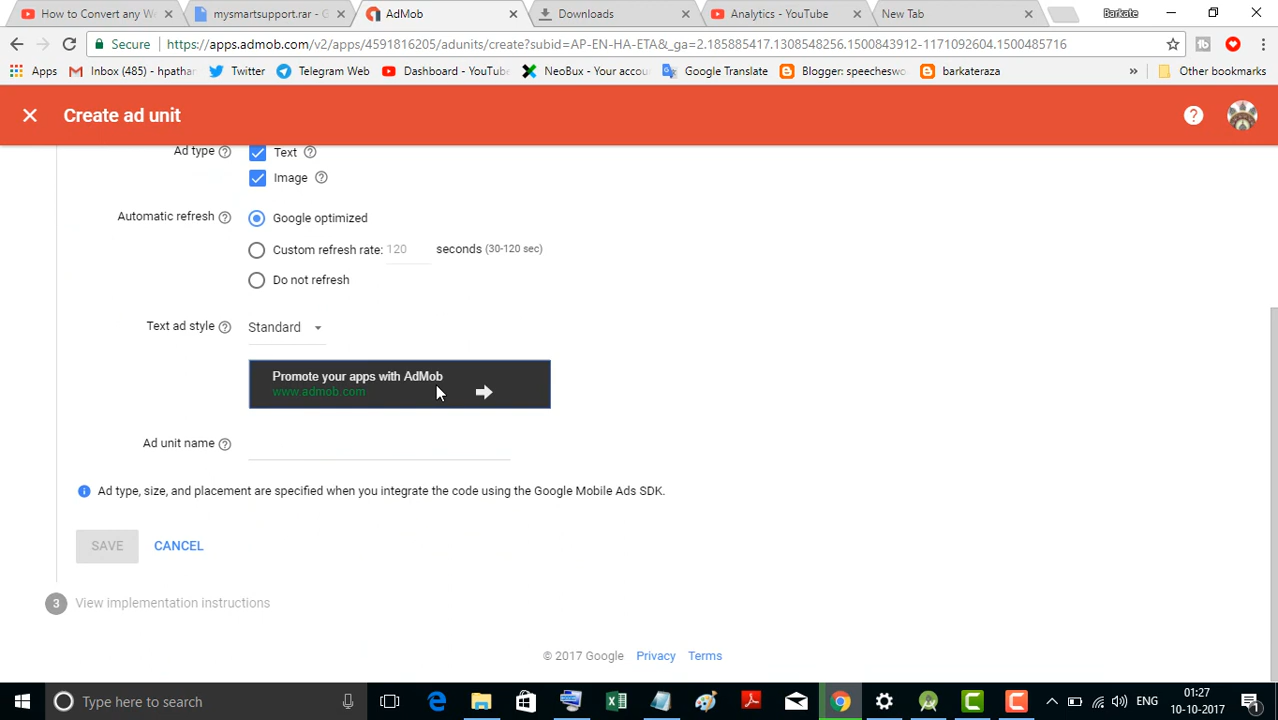 How to Convert any W
mysmartsupport.rar - G
AdMob
Downloads
Analytics - YouTube
New Tab
Barkate
Secure
https://apps.admob.com/v2/apps/4591816205/adunits/create?subid=AP-EN-HA-ETA&_ga=2.185885417.1308548256.1500843912-1171092604.1500485716
Apps
Inbox (485) - hpathan
Twitter
Telegram Web
Dashboard - YouTube
NeoBux - Your accou
Google Translate
Blogger: speechesw
barkateraza
»
Other bookmarks
Create ad unit
Ad type
Text
Image
Automatic refresh
Google optimized
Custom refresh rate: 120 seconds (30-120 sec)
Do not refresh
Text ad style
Standard
Promote your apps with AdMob
www.admob.com
Ad unit name
Ad type, size, and placement are specified when you integrate the code using the Google Mobile Ads SDK.
SAVE
CANCEL
3 View implementation instructions
© 2017 Google Privacy Terms
Type here to search
ENG
01:27
10-10-2017
1